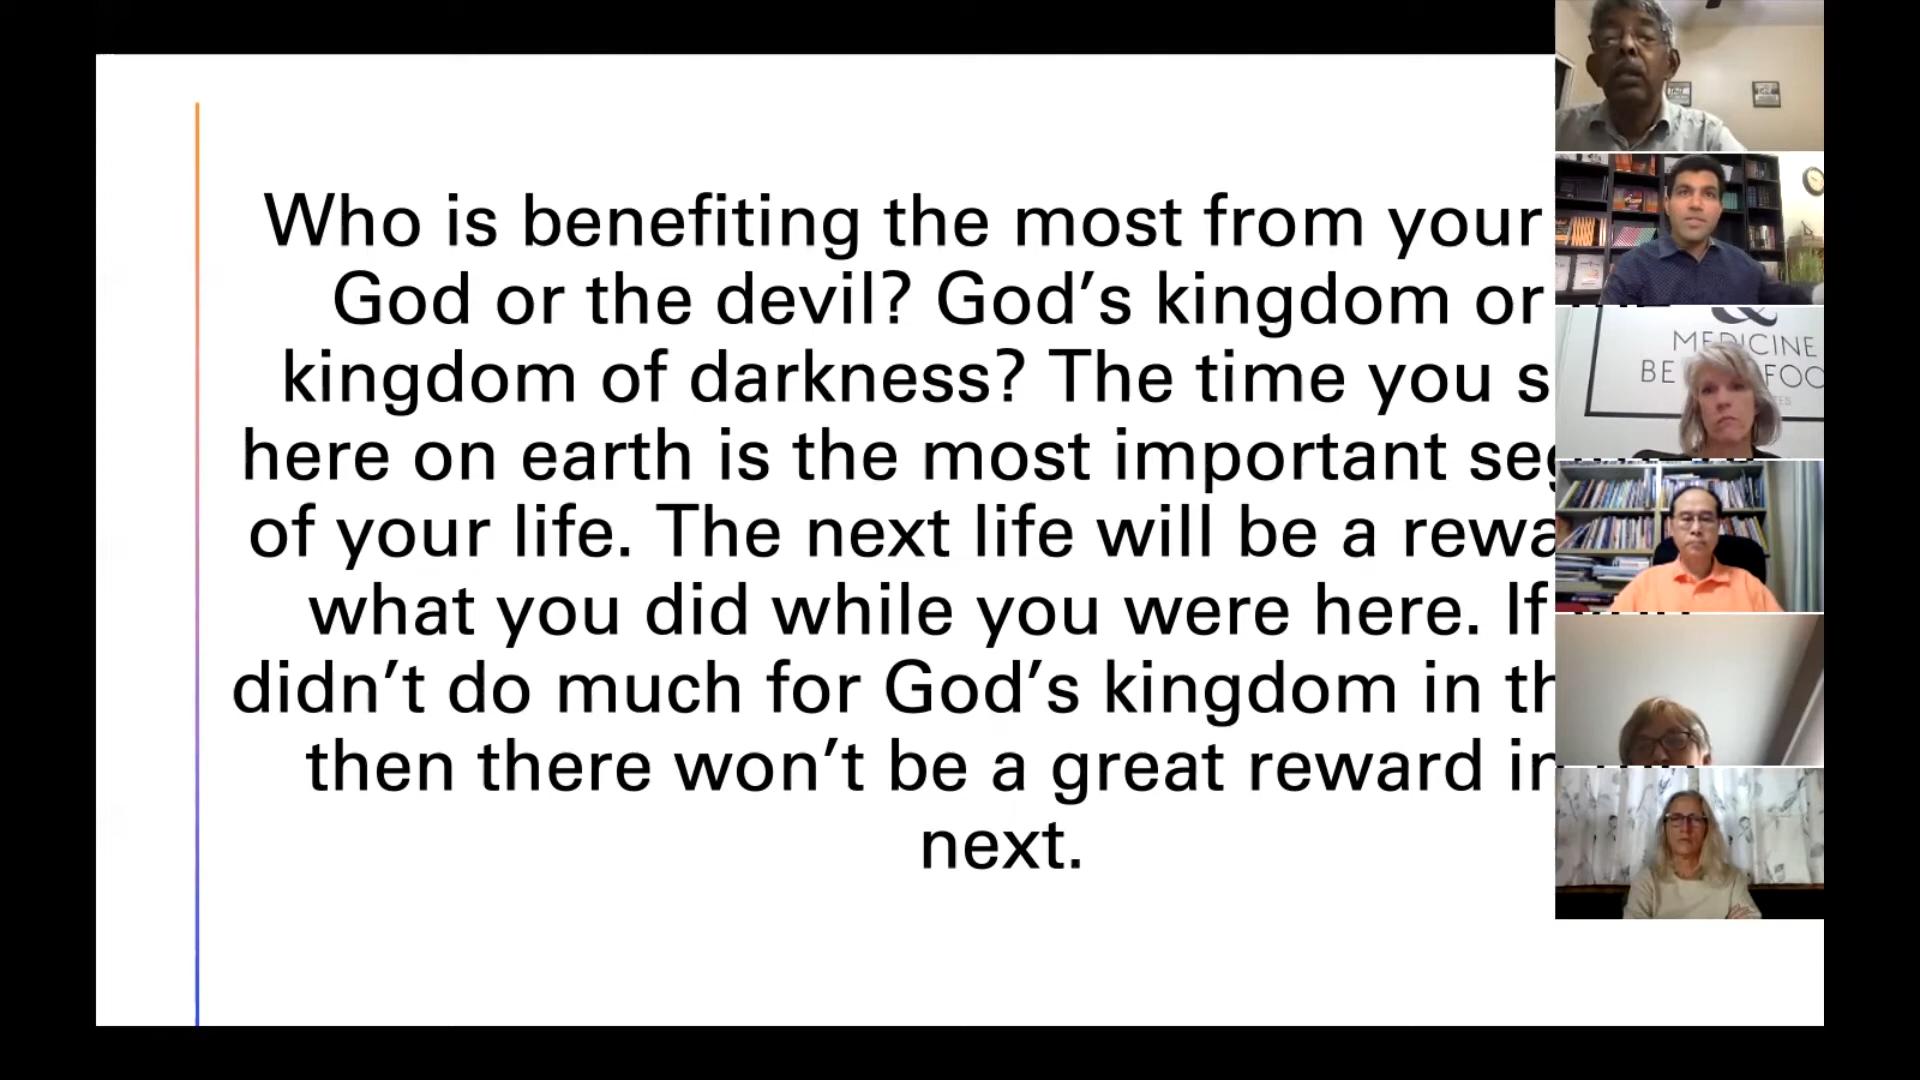 Who is benefiting the most from your
God or the devil? God’s kingdom or
kingdom of darkness? The time you
here on earth is the most important
of your life. The next life will be a
what you did while you were here. If
didn’t do much for God’s kingdom in
then there won’t be a great reward in
next.
MEDICINE
BE